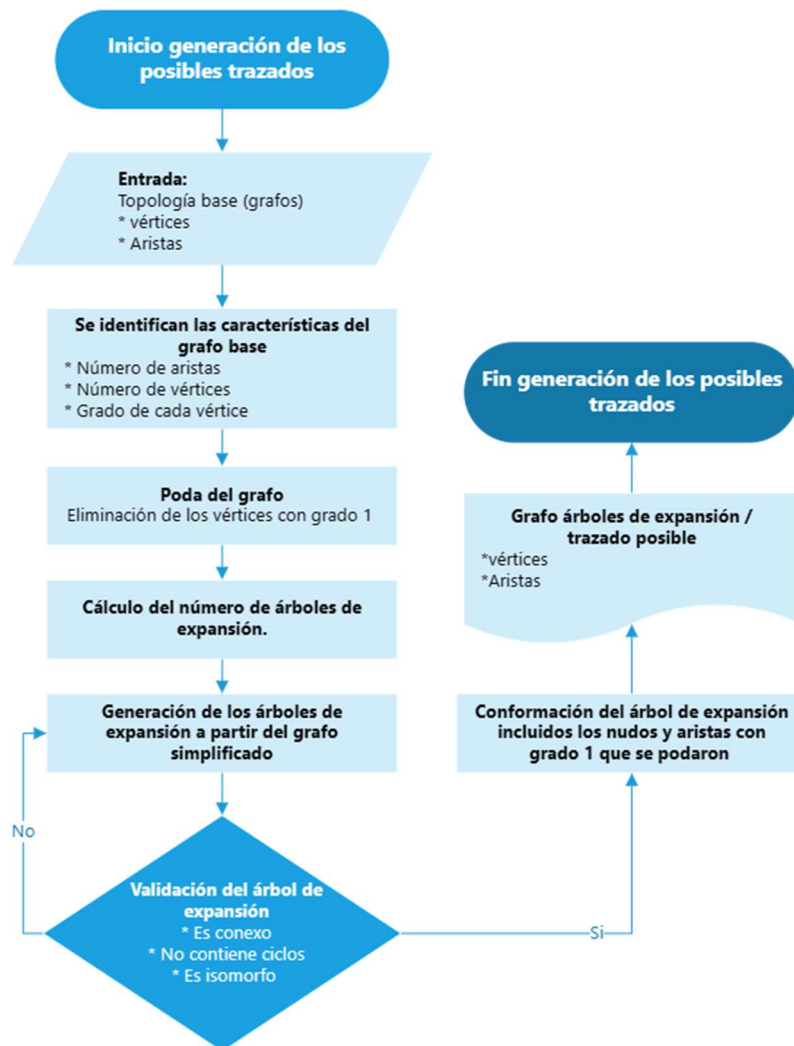 Inicio generación de los
posibles trazados
Entrada:
Topología base (grafos)
* vértices
* Aristas
Se identifican las características del
grafo base
* Número de aristas
* Número de vértices
* Grado de cada vértice
Poda del grafo
Eliminación de los vértices con grado 1
Cálculo del número de árboles de
expansión.
Generación de los árboles de
expansión a partir del grafo
simplificado
No
Validación del árbol de
expansión
* Es conexo
* No contiene ciclos
* Es isomorfo
Si
Conformación del árbol de expansión
incluidos los nudos y aristas con
grado 1 que se podaron
Grafo árboles de expansión /
trazado posible
*vértices
*Aristas
Fin generación de los posibles
trazados